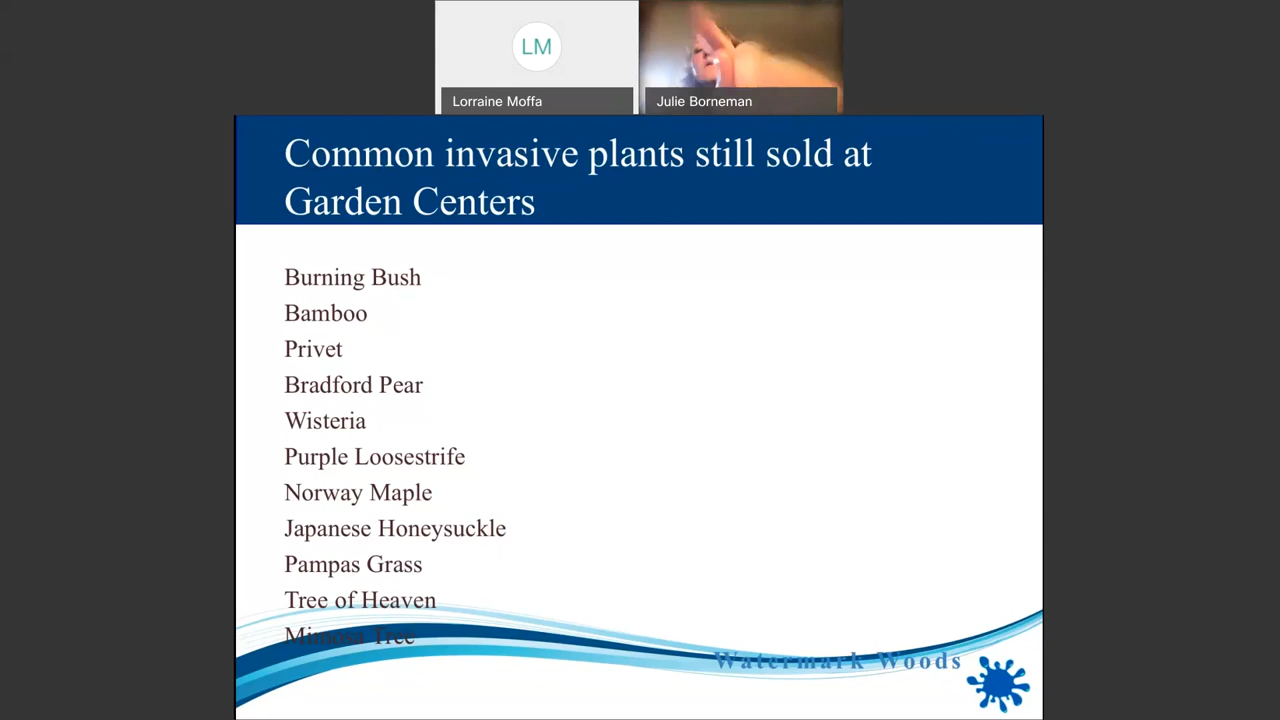 LM
Lorraine Moffa
Julie Borneman
Common invasive plants still sold at
Garden Centers
Burning Bush
Bamboo
Privet
Bradford Pear
Wisteria
Purple Loosestrife
Norway Maple
Japanese Honeysuckle
Pampas Grass
Tree of Heaven
Mimosa Tree
Watermark Woods